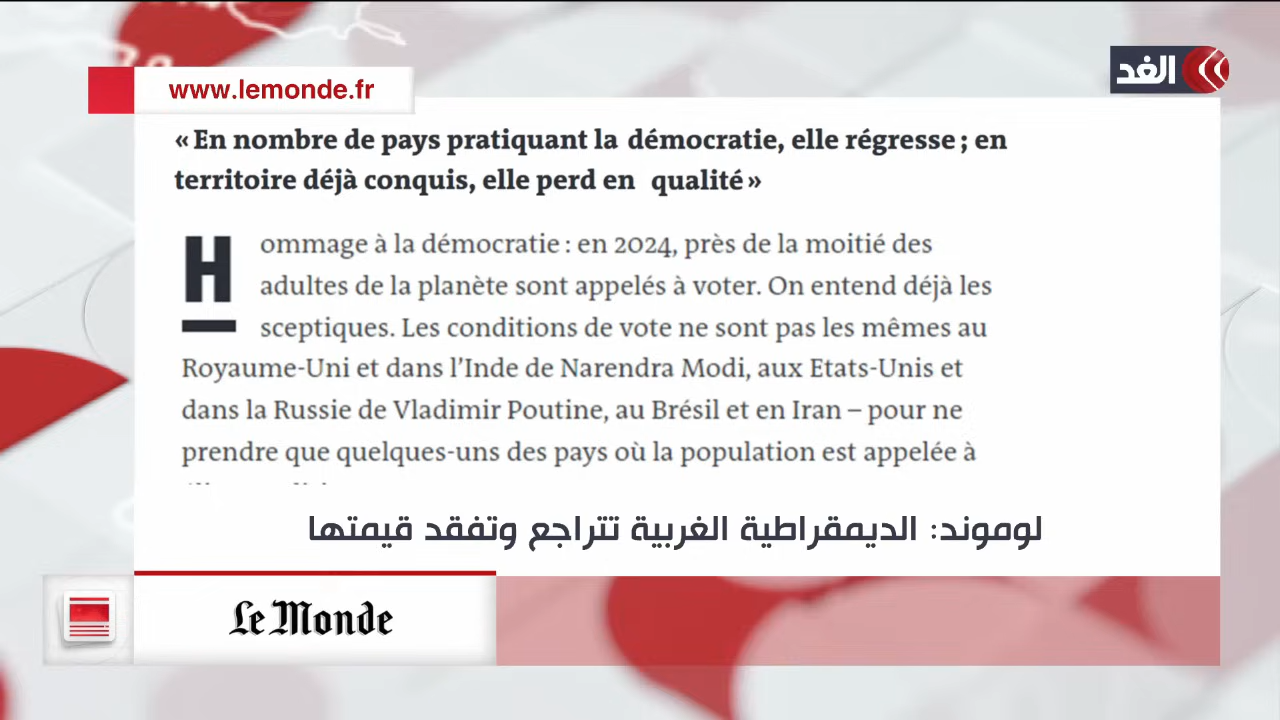 الغد
www.lemonde.fr
« En nombre de pays pratiquant la démocratie, elle régresse ; en
territoire déjà conquis, elle perd en qualité »
Hommage à la démocratie : en 2024, près de la moitié des
adultes de la planète sont appelés à voter. On entend déjà les
sceptiques. Les conditions de vote ne sont pas les mêmes au
Royaume-Uni et dans l’Inde de Narendra Modi, aux Etats-Unis et
dans la Russie de Vladimir Poutine, au Brésil et en Iran – pour ne
prendre que quelques-uns des pays où la population est appelée à
لوموند: الديمقراطية الغربية تتراجع وتفقد قيمتها
Le Monde